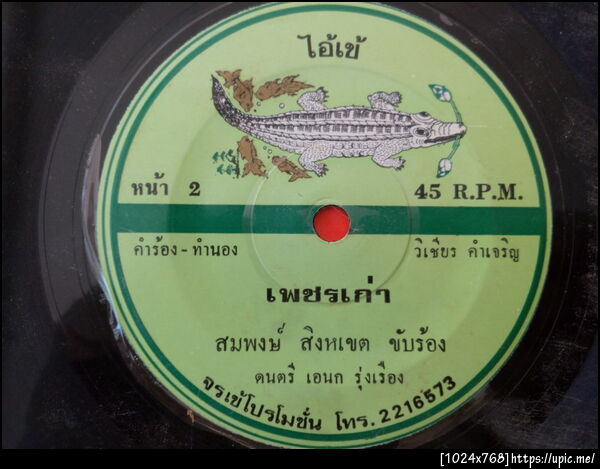 ไอ้เข้
หน้า 2 45 R.P.M.
คำร้อง - ทำนอง วิเชียร คำเจริญ
เพชรเก่า
สมพงษ์ สิงหเขต ขับร้อง
ดนตรี เอนก รุ่งเรือง
จรเข้โปรโมชั่น โทร. 2216573
[1024x768]https://upic.me/